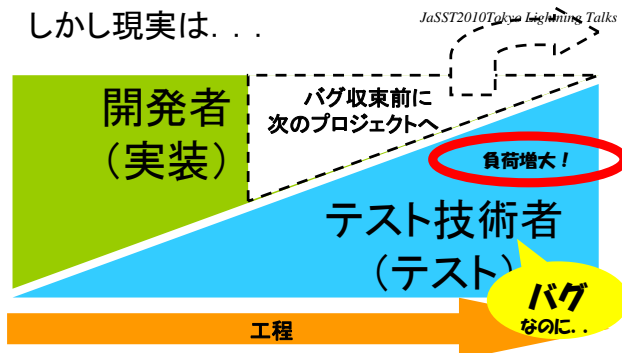 しかし現実は．．．
JaSST2010Tokyo Lighning Talks
開発者
（実装）
バグ収束前に
次のプロジェクトへ
負荷増大！
テスト技術者
（テスト）
バグ
なのに．．
工程